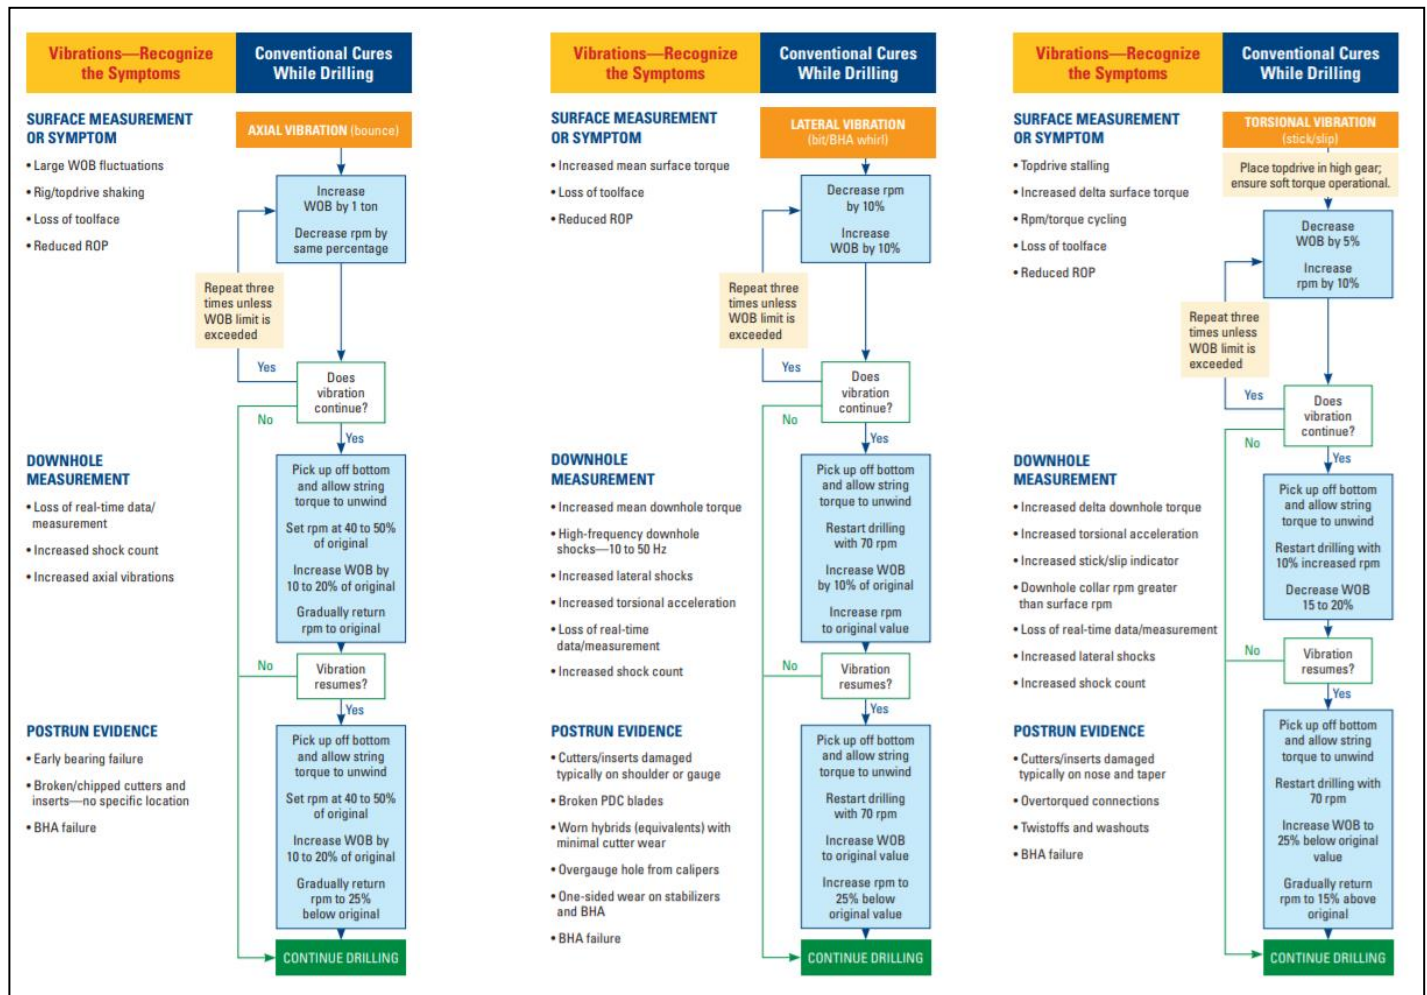 Vibrations—Recognize
the Symptoms
Conventional Cures
While Drilling
SURFACE MEASUREMENT
OR SYMPTOM
• Large WOB fluctuations
• Rig/topdrive shaking
• Loss of toolface
• Reduced ROP
AXIAL VIBRATION (bounce)
Increase
WOB by 1 ton
Decrease rpm by
same percentage
Repeat three
times unless
WOB limit is
exceeded
Yes
Does
vibration
continue?
No
Yes
DOWNHOLE
MEASUREMENT
• Loss of real-time data/
measurement
• Increased shock count
• Increased axial vibrations
Pick up off bottom
and allow string
torque to unwind
Set rpm at 40 to 50%
of original
Increase WOB by
10 to 20% of original
Gradually return
rpm to original
No
Vibration
resumes?
Yes
POSTRUN EVIDENCE
• Early bearing failure
• Broken/chipped cutters and
inserts—no specific location
• BHA failure
Pick up off bottom
and allow string
torque to unwind
Set rpm at 40 to 50%
of original
Increase WOB by
10 to 20% of original
Gradually return
rpm to 25%
below original
CONTINUE DRILLING
Vibrations—Recognize
the Symptoms
Conventional Cures
While Drilling
SURFACE MEASUREMENT
OR SYMPTOM
• Increased mean surface torque
• Loss of toolface
• Reduced ROP
LATERAL VIBRATION
(bit/BHA whirl)
Decrease rpm
by 10%
Increase
WOB by 10%
Repeat three
times unless
WOB limit is
exceeded
Yes
Does
vibration
continue?
No
Yes
DOWNHOLE
MEASUREMENT
• Increased mean downhole torque
• High-frequency downhole
shocks—10 to 50 Hz
• Increased lateral shocks
• Increased torsional acceleration
• Loss of real-time
data/measurement
• Increased shock count
Pick up off bottom
and allow string
torque to unwind
Restart drilling
with 70 rpm
Increase WOB
by 10% of original
Increase rpm
to original value
No
Vibration
resumes?
Yes
POSTRUN EVIDENCE
• Cutters/inserts damaged
typically on shoulder or gauge
• Broken PDC blades
• Worn hybrids (equivalents) with
minimal cutter wear
• Overgauge hole from calipers
• One-sided wear on stabilizers
and BHA
• BHA failure
Pick up off bottom
and allow string
torque to unwind
Restart drilling
with 70 rpm
Increase WOB
to original value
Increase rpm to
25% below
original value
CONTINUE DRILLING
Vibrations—Recognize
the Symptoms
Conventional Cures
While Drilling
SURFACE MEASUREMENT
OR SYMPTOM
• Topdrive stalling
• Increased delta surface torque
• Rpm/torque cycling
• Loss of toolface
• Reduced ROP
TORSIONAL VIBRATION
(stick/slip)
Place topdrive in high gear;
ensure soft torque operational.
Decrease
WOB by 5%
Increase
rpm by 10%
Repeat three
times unless
WOB limit is
exceeded
Yes
Does
vibration
continue?
No
Yes
DOWNHOLE
MEASUREMENT
• Increased delta downhole torque
• Increased torsional acceleration
• Increased stick/slip indicator
• Downhole collar rpm greater
than surface rpm
• Loss of real-time data/measurement
• Increased lateral shocks
• Increased shock count
Pick up off bottom
and allow string
torque to unwind
Restart drilling with
10% increased rpm
Decrease WOB
15 to 20%
No
Vibration
resumes?
Yes
POSTRUN EVIDENCE
• Cutters/inserts damaged
typically on nose and taper
• Overtorqued connections
• Twistoffs and washouts
• BHA failure
Pick up off bottom
and allow string
torque to unwind
Restart drilling with
70 rpm
Increase WOB to
25% below original
value
Gradually return
rpm to 15% above
original
CONTINUE DRILLING